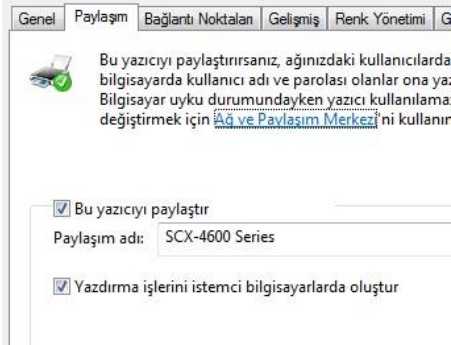 Genel Paylaşım Bağlantı Noktaları Gelişmiş Renk Yönetimi G
Bu yazıcıyı paylaştırırsanız, ağınızdaki kullanıcılarda
bilgisayarda kullanıcı adı ve parolası olanlar ona yaz
Bilgisayar uyku durumundayken yazıcı kullanılamaz
değiştirmek için Ağ ve Paylaşım Merkezi'ni kullanın
Bu yazıcıyı paylaştır
Paylaşım adı: SCX-4600 Series
Yazdırma işlerini istemci bilgisayarlarda oluştur